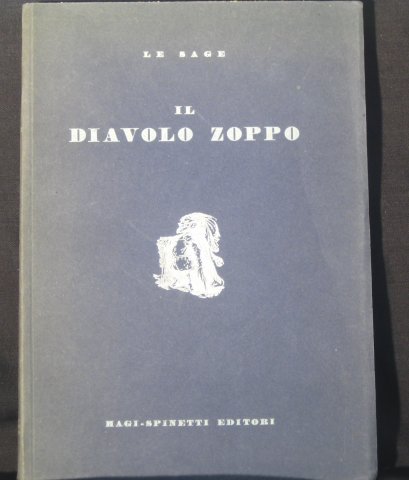 LE SAGE
IL
DIAVOLO ZOPPO
MAGI-SPINETTI EDITORI